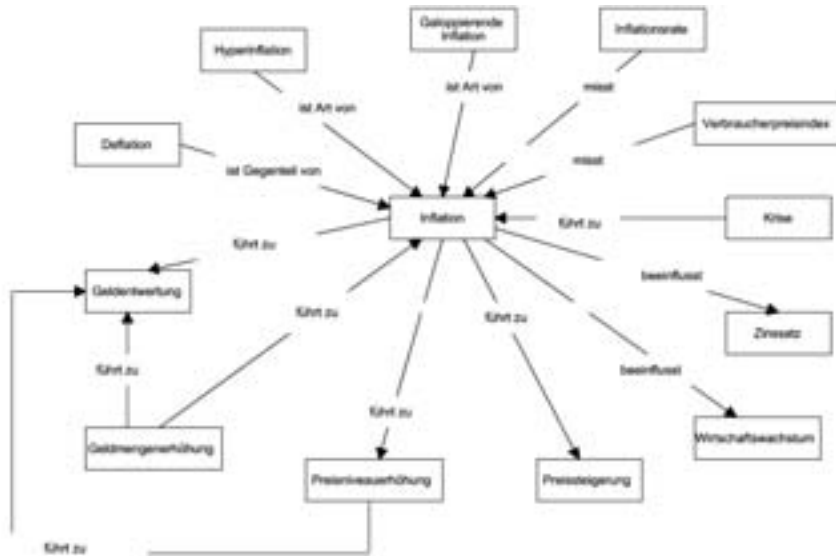 Galoppierende
Inflation
Inflationsrate
Hyperinflation
ist Art von
misst
ist Art von
Verbraucherpreisindex
Deflation
misst
ist Gegenteil von
Inflation
Krise
führt zu
führt zu
beeinflusst
Geldentwertung
führt zu
führt zu
Zinssatz
führt zu
beeinflusst
führt zu
Geldmengenerhöhung
Wirtschaftswachstum
Preisniveauerhöhung
Preissteigerung
führt zu